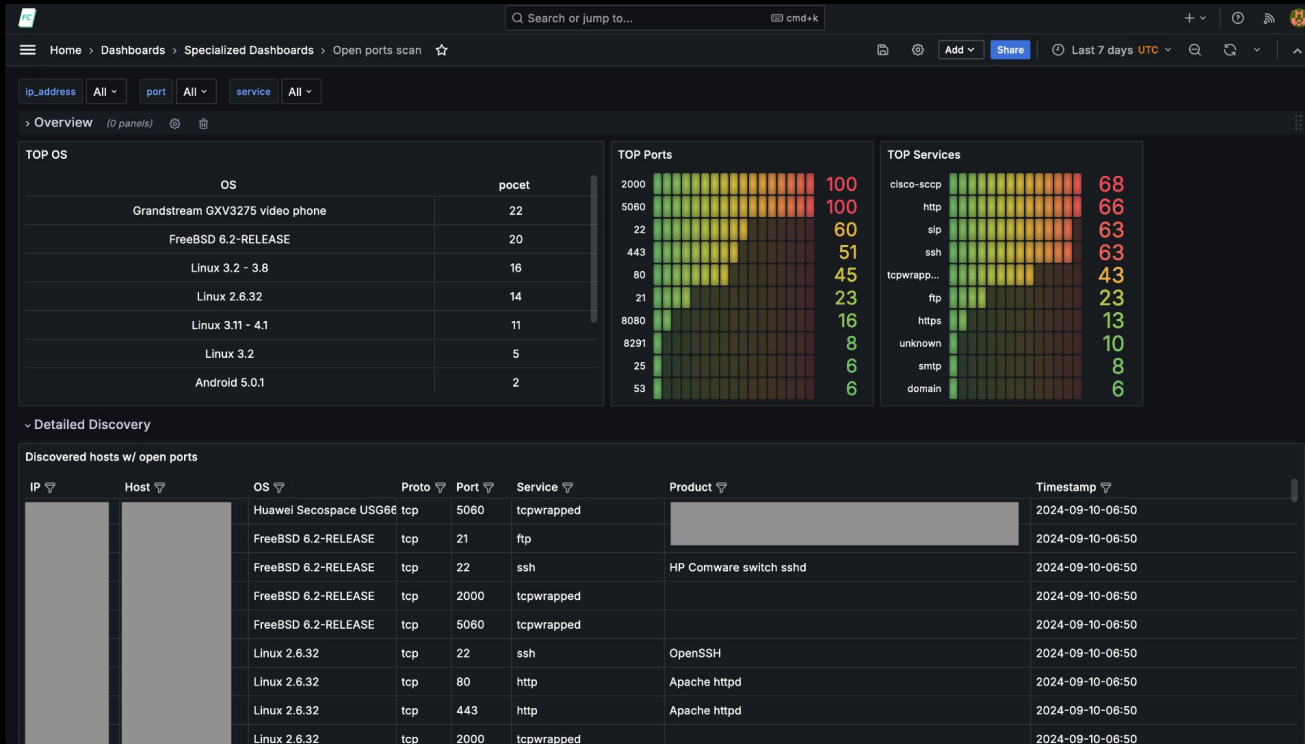 FC Search or jump to... cmd+k
Home › Dashboards › Specialized Dashboards › Open ports scan Add Share Last 7 days UTC
ip_address All port All service All
Overview (0 panels)
TOP OS
OS pocet
Grandstream GXV3275 video phone 22
FreeBSD 6.2-RELEASE 20
Linux 3.2 - 3.8 16
Linux 2.6.32 14
Linux 3.11 - 4.1 11
Linux 3.2 5
Android 5.0.1 2
TOP Ports
2000 100
5060 100
22 60
443 51
80 45
21 23
8080 16
8291 8
25 6
53 6
TOP Services
cisco-sccp 68
http 66
sip 63
ssh 63
tcpwrapp... 43
ftp 23
https 13
unknown 10
smtp 8
domain 6
Detailed Discovery
Discovered hosts w/ open ports
IP Host OS Proto Port Service Product Timestamp
Huawei Secospace USG66 tcp 5060 tcpwrapped 2024-09-10-06:50
FreeBSD 6.2-RELEASE tcp 21 ftp 2024-09-10-06:50
FreeBSD 6.2-RELEASE tcp 22 ssh HP Comware switch sshd 2024-09-10-06:50
FreeBSD 6.2-RELEASE tcp 2000 tcpwrapped 2024-09-10-06:50
FreeBSD 6.2-RELEASE tcp 5060 tcpwrapped 2024-09-10-06:50
Linux 2.6.32 tcp 22 ssh OpenSSH 2024-09-10-06:50
Linux 2.6.32 tcp 80 http Apache httpd 2024-09-10-06:50
Linux 2.6.32 tcp 443 http Apache httpd 2024-09-10-06:50
Linux 2.6.32 tcp 2000 tcpwrapped 2024-09-10-06:50